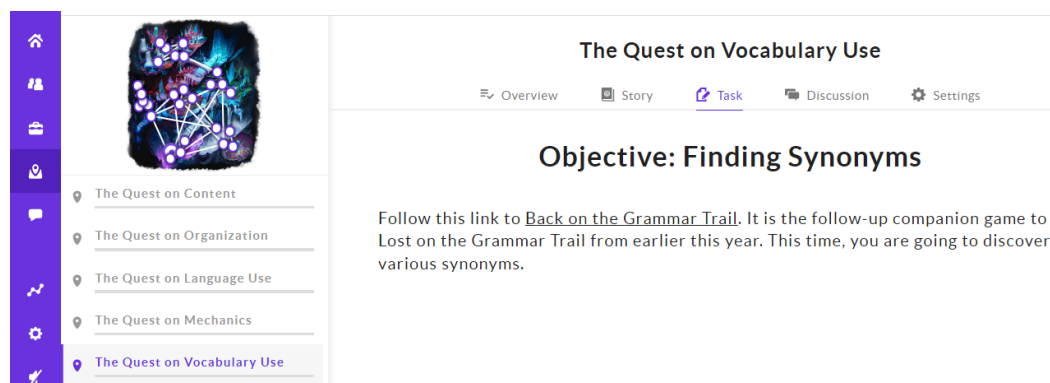 The Quest on Vocabulary Use
Overview
Story
Task
Discussion
Settings
The Quest on Content
The Quest on Organization
The Quest on Language Use
The Quest on Mechanics
The Quest on Vocabulary Use
Objective: Finding Synonyms
Follow this link to Back on the Grammar Trail. It is the follow-up companion game to
Lost on the Grammar Trail from earlier this year. This time, you are going to discover
various synonyms.